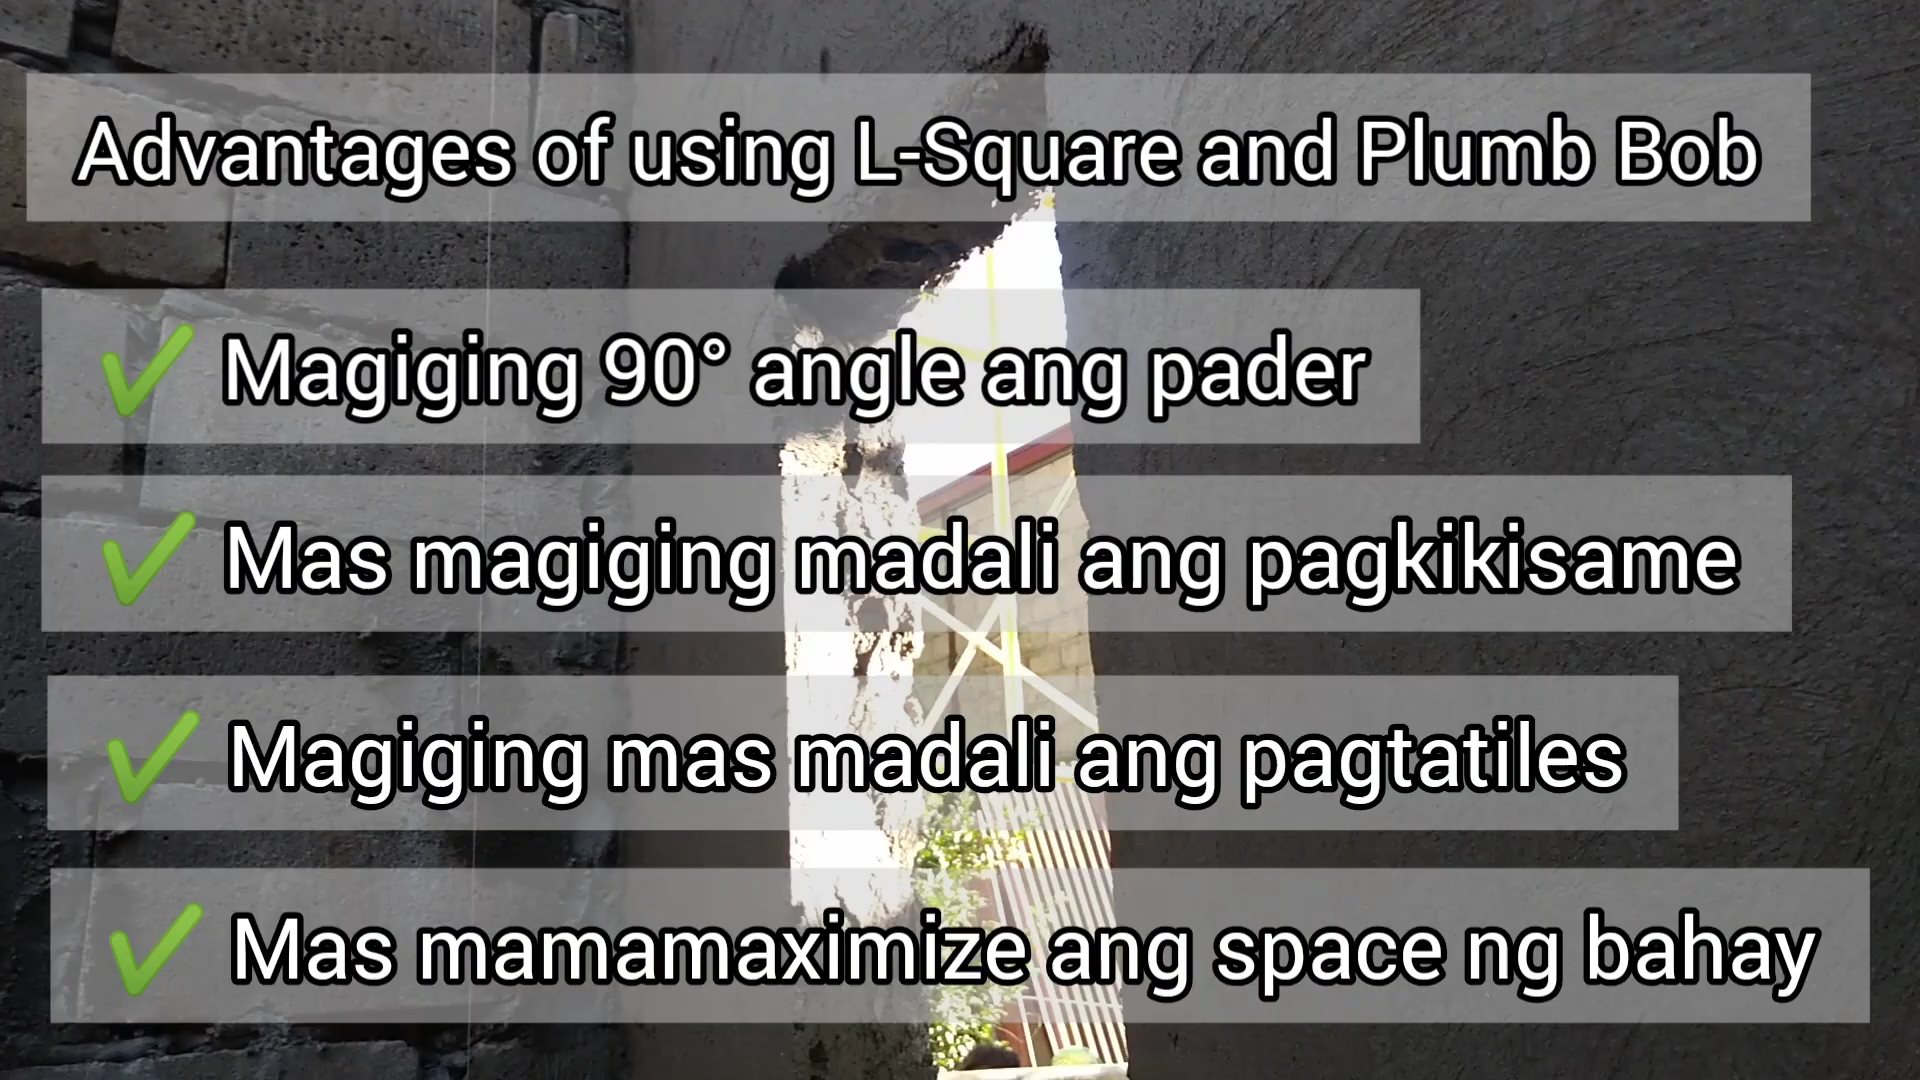 Advantages of using L-Square and Plumb Bob
✔ Magiging 90° angle ang pader
✔ Mas magiging madali ang pagkikisame
✔ Magiging mas madali ang pagtatiles
✔ Mas mamamaximize ang space ng bahay